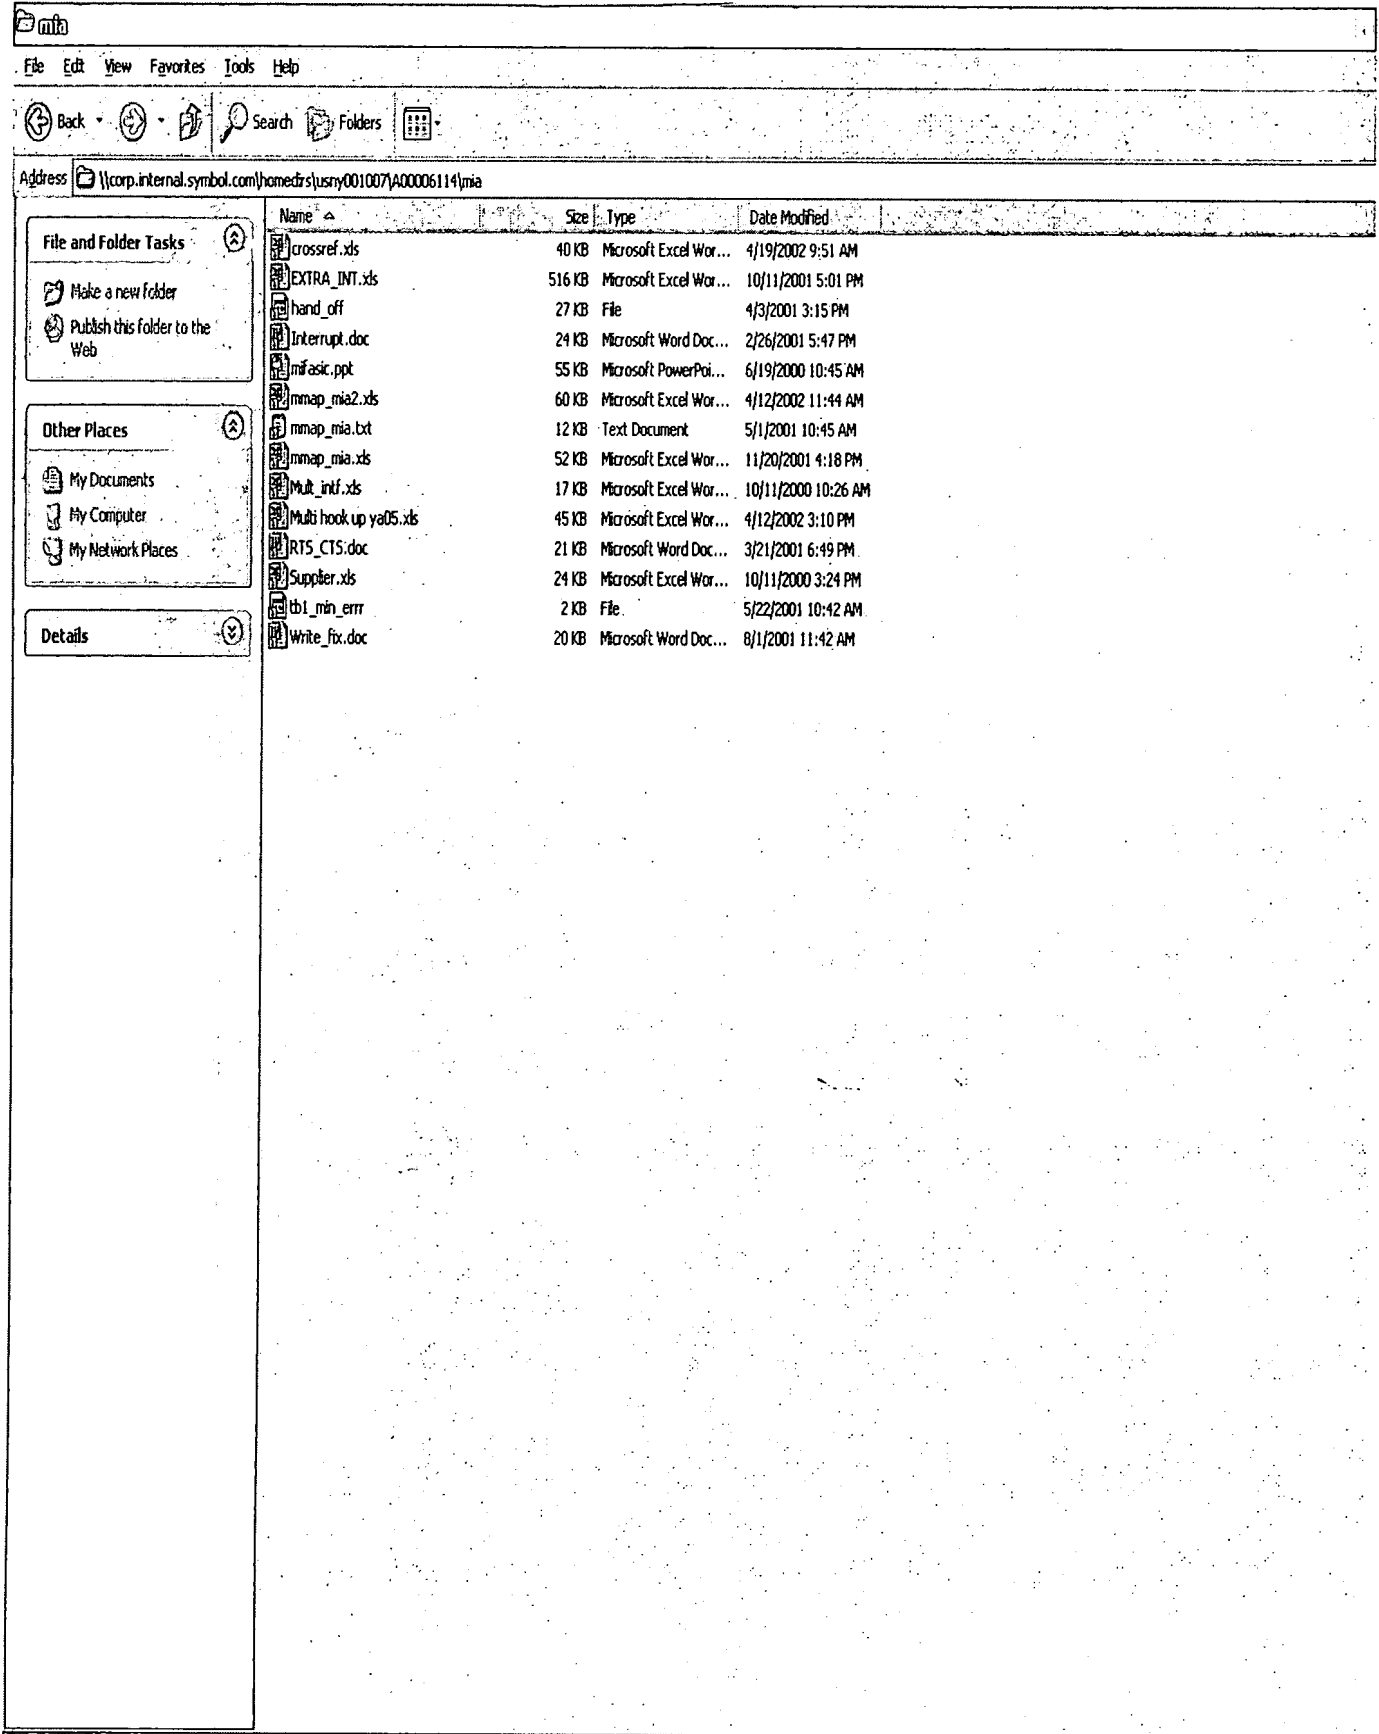 mia
File Edit View Favorites Tools Help
Back Search Folders
Address \\corp.internal.symbol.com\homedirs\usny001007\A00006114\mia
File and Folder Tasks
Make a new folder
Publish this folder to the
Web
Other Places
My Documents
My Computer
My Network Places
Details
Name Size Type Date Modified
crossref.xls 40 KB Microsoft Excel Wor... 4/19/2002 9:51 AM
EXTRA_INT.xls 516 KB Microsoft Excel Wor... 10/11/2001 5:01 PM
hand_off 27 KB File 4/3/2001 3:15 PM
Interrupt.doc 24 KB Microsoft Word Doc... 2/26/2001 5:47 PM
mifasic.ppt 55 KB Microsoft PowerPoi... 6/19/2000 10:45 AM
mmap_mia2.xls 60 KB Microsoft Excel Wor... 4/12/2002 11:44 AM
mmap_mia.txt 12 KB Text Document 5/1/2001 10:45 AM
mmap_mia.xls 52 KB Microsoft Excel Wor... 11/20/2001 4:18 PM
Mult_intf.xls 17 KB Microsoft Excel Wor... 10/11/2000 10:26 AM
Multi hook up ya05.xls 45 KB Microsoft Excel Wor... 4/12/2002 3:10 PM
RTS_CTS.doc 21 KB Microsoft Word Doc... 3/21/2001 6:49 PM
Supplier.xls 24 KB Microsoft Excel Wor... 10/11/2000 3:24 PM
tb1_min_errr 2 KB File 5/22/2001 10:42 AM
Write_fix.doc 20 KB Microsoft Word Doc... 8/1/2001 11:42 AM